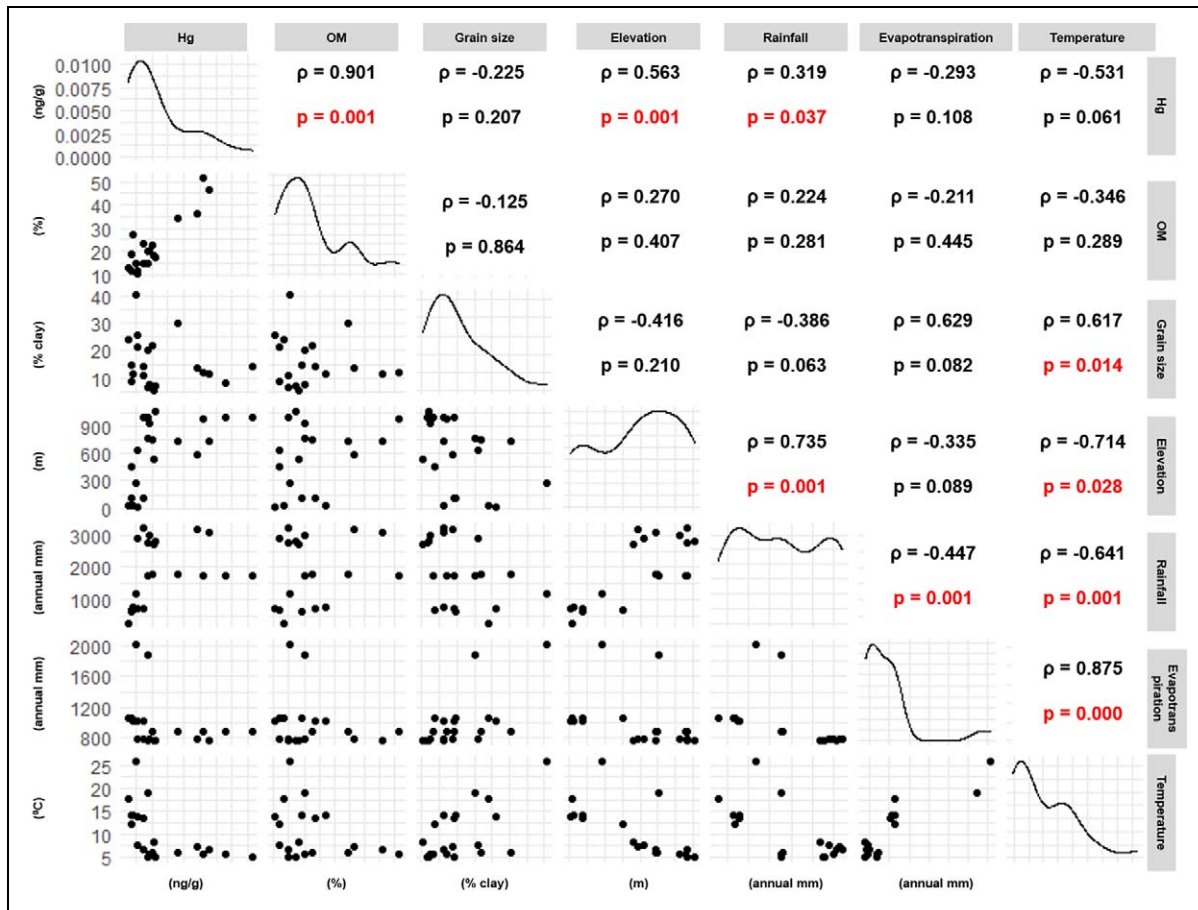 Hg OM Grain size Elevation Rainfall Evapotranspiration Temperature
0.0100 ρ = 0.901 ρ = -0.225 ρ = 0.563 ρ = 0.319 ρ = -0.293 ρ = -0.531
0.0075
(ng/g) 0.0050 Hg
0.0025 p = 0.001 p = 0.207 p = 0.001 p = 0.037 p = 0.108 p = 0.061
0.0000
50 ρ = -0.125 ρ = 0.270 ρ = 0.224 ρ = -0.211 ρ = -0.346
40
(%) 30 OM
20 p = 0.864 p = 0.407 p = 0.281 p = 0.445 p = 0.289
10
40 ρ = -0.416 ρ = -0.386 ρ = 0.629 ρ = 0.617
30
(% clay) Grain size
20 p = 0.210 p = 0.063 p = 0.082 p = 0.014
10
900 ρ = 0.735 ρ = -0.335 ρ = -0.714
600
(m) Elevation
300 p = 0.001 p = 0.089 p = 0.028
0
3000 ρ = -0.447 ρ = -0.641
(annual mm) 2000 Rainfall
1000 p = 0.001 p = 0.001
2000 ρ = 0.875
1600
(annual mm) Evapotrans
piration
1200 p = 0.000
800
25
20
(ºC) 15 Temperature
10
5
(ng/g) (%) (% clay) (m) (annual mm) (annual mm)